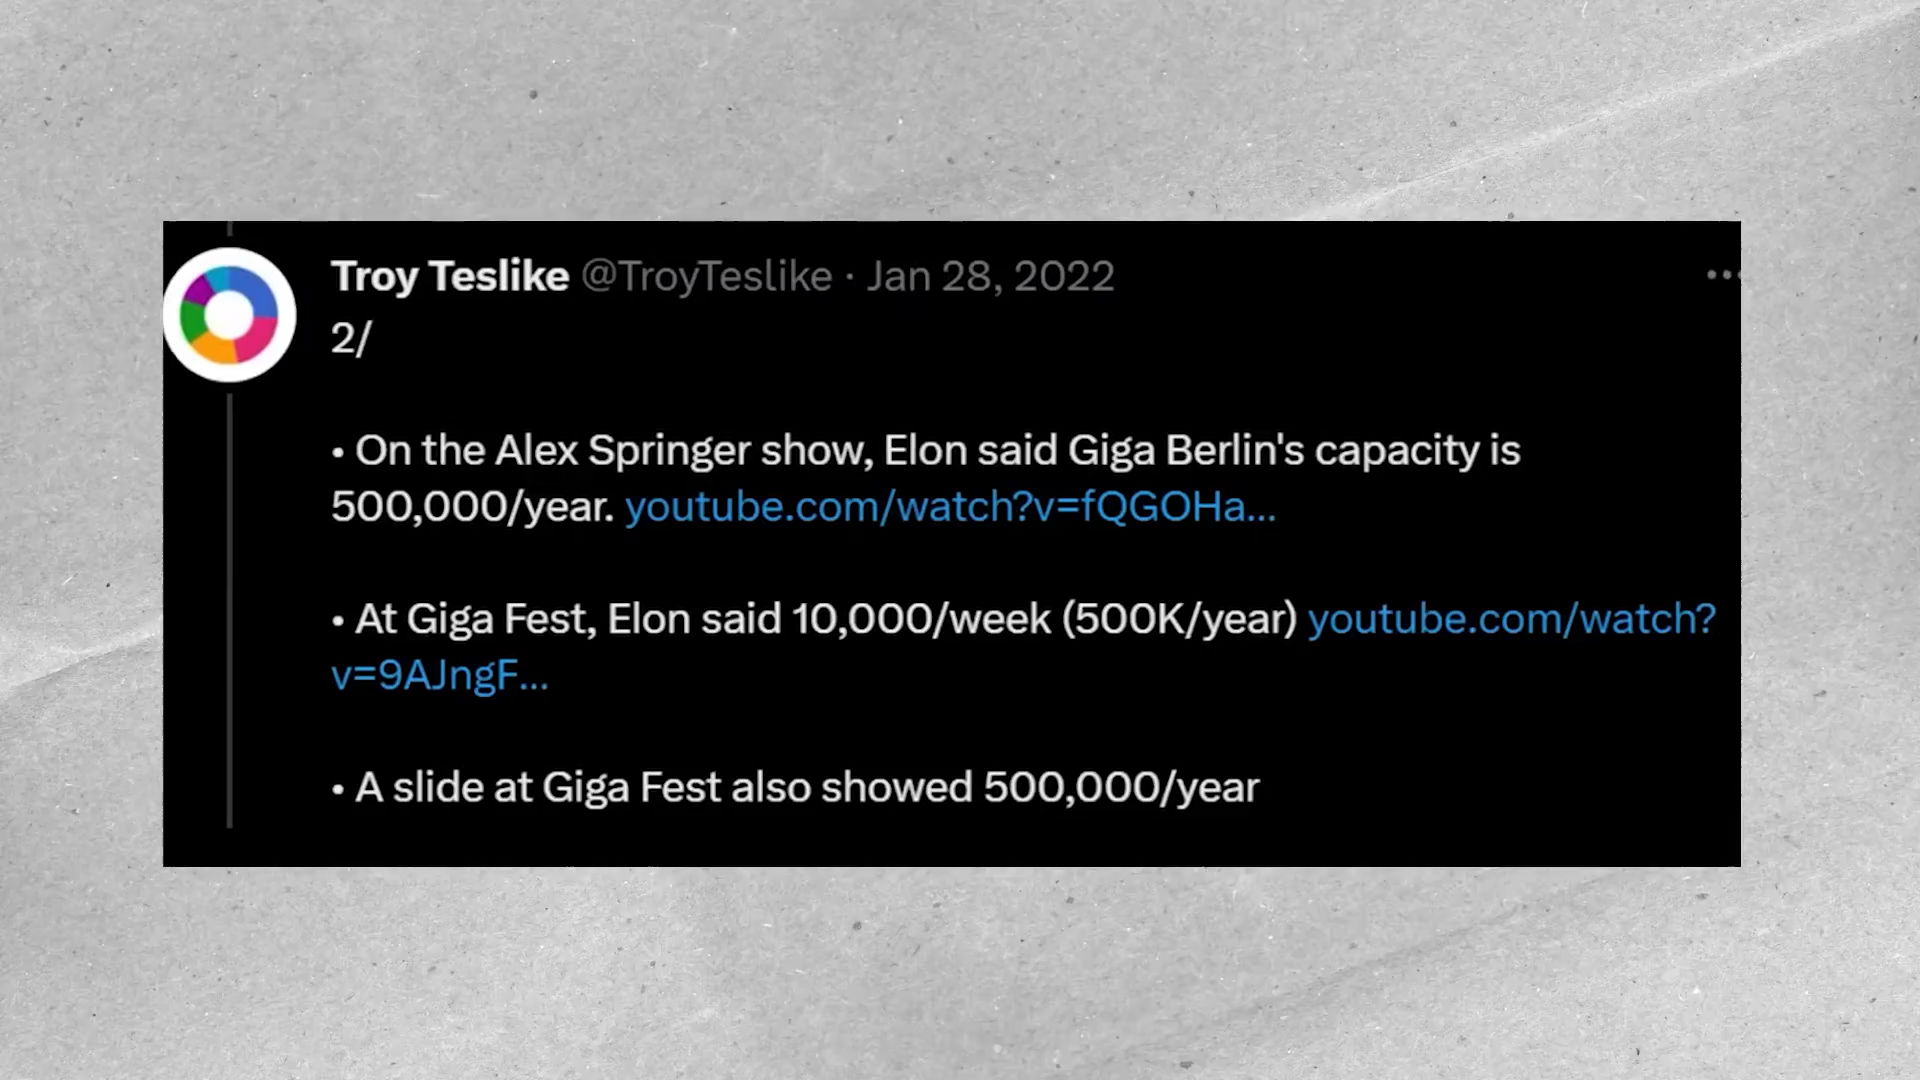 Troy Teslike @TroyTeslike · Jan 28, 2022
2/
• On the Alex Springer show, Elon said Giga Berlin's capacity is
500,000/year. youtube.com/watch?v=fQGOHa...
• At Giga Fest, Elon said 10,000/week (500K/year) youtube.com/watch?
v=9AJngF...
• A slide at Giga Fest also showed 500,000/year